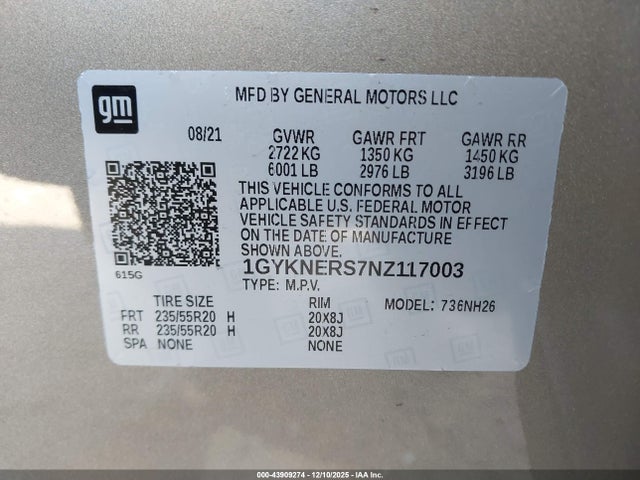 gm
MFD BY GENERAL MOTORS LLC
08/21 GVWR GAWR FRT GAWR RR
2722 KG 1350 KG 1450 KG
6001 LB 2976 LB 3196 LB
THIS VEHICLE CONFORMS TO ALL
APPLICABLE U.S. FEDERAL MOTOR
VEHICLE SAFETY STANDARDS IN EFFECT
ON THE DATE OF MANUFACTURE
SHOWN ABOVE.
615G
1GYKNERS7NZ117003
TYPE: M.P.V.
TIRE SIZE RIM MODEL: 736NH26
FRT 235/55R20 H 20X8J
RR 235/55R20 H 20X8J
SPA NONE NONE
000-43909274 - 12/10/2025 - IAA, Inc.